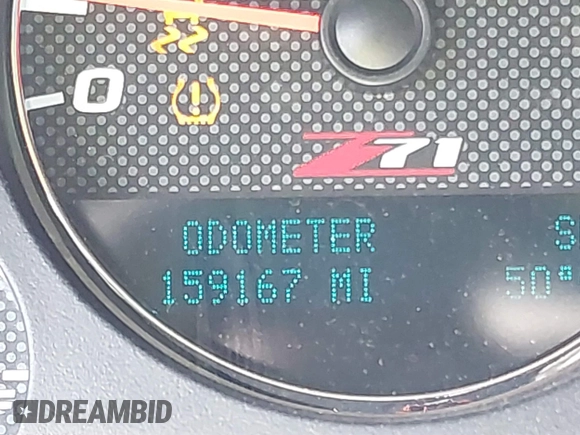 0
Z71
ODOMETER S
159167 MI 50°
DREAMBID